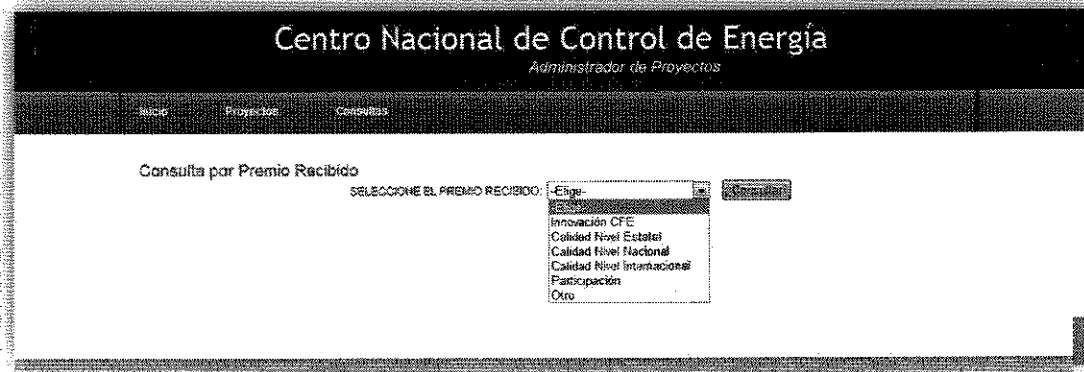 Centro Nacional de Control de Energía
Administrador de Proyectos
Inicio Proyectos Consultas
Consulta por Premio Recibido
SELECCIONE EL PREMIO RECIBIDO: -Elige- Consultar
-Elige-
Innovación CFE
Calidad Nivel Estatal
Calidad Nivel Nacional
Calidad Nivel Internacional
Participación
Otro